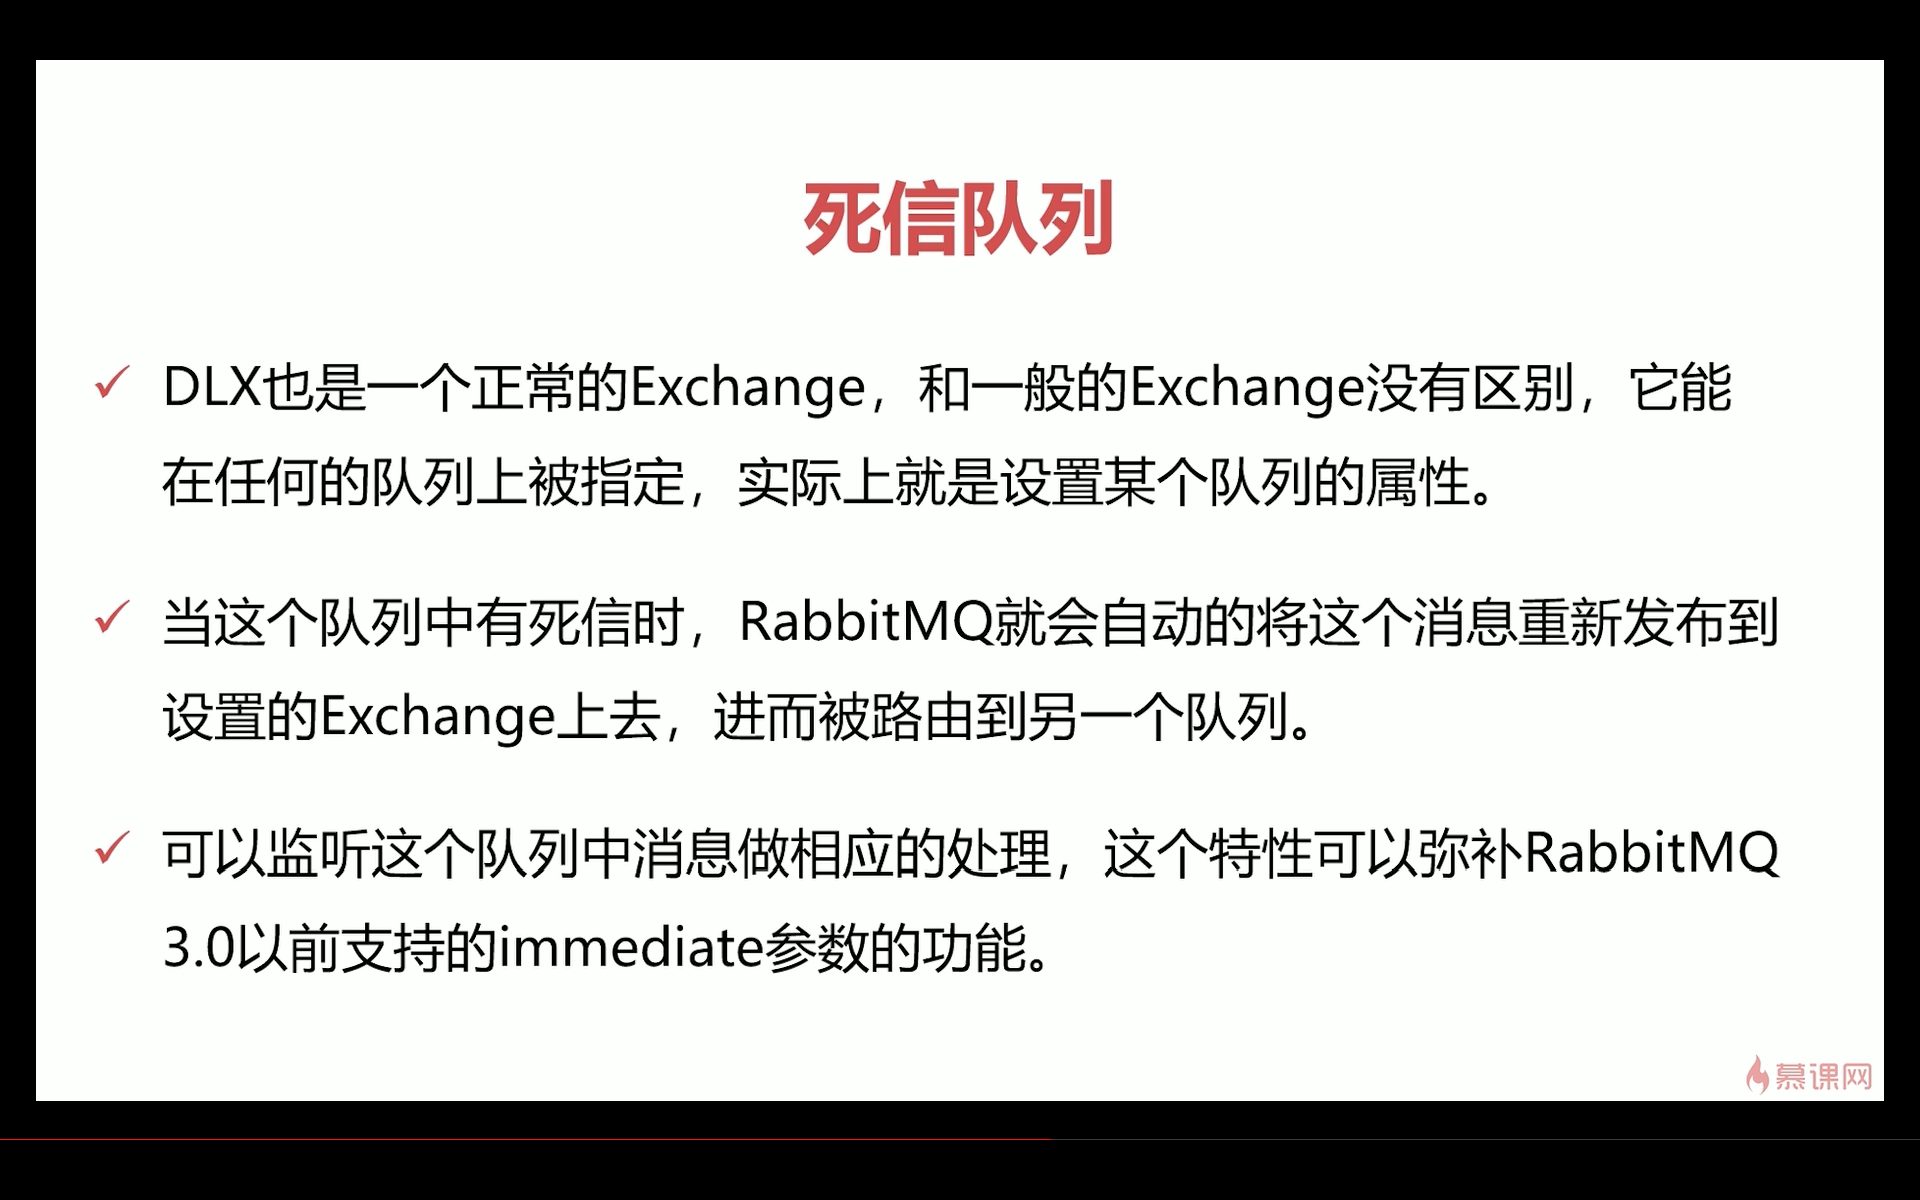 死信队列
DLX也是一个正常的Exchange，和一般的Exchange没有区别，它能
在任何的队列上被指定，实际上就是设置某个队列的属性。
当这个队列中有死信时，RabbitMQ就会自动的将这个消息重新发布到
设置的Exchange上去，进而被路由到另一个队列。
可以监听这个队列中消息做相应的处理，这个特性可以弥补RabbitMQ
3.0以前支持的immediate参数的功能。
慕课网